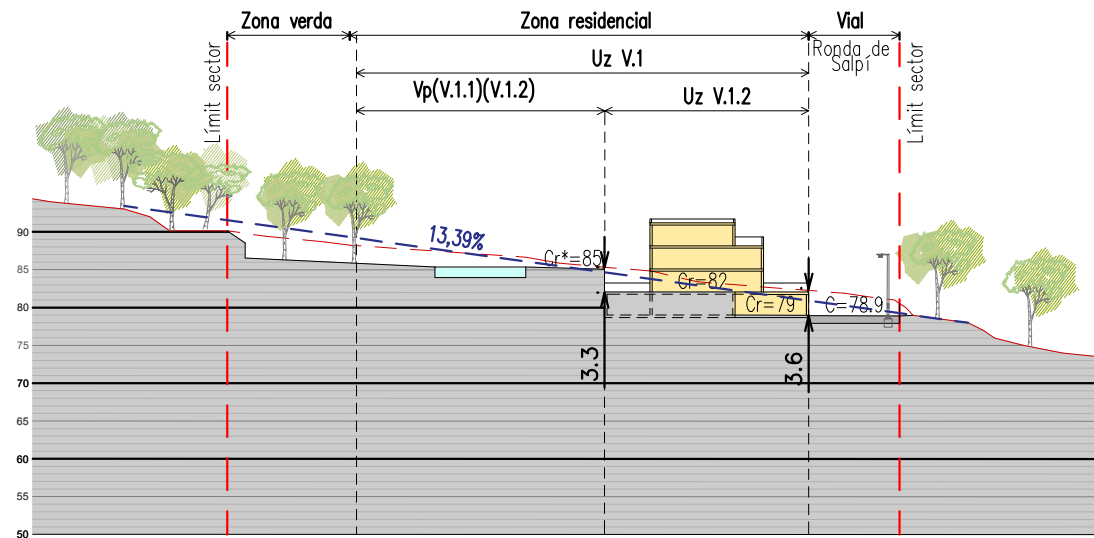 Zona verda
Zona residencial
Vial
Límit sector
Uz V.1
Ronda de
Salpí
Límit sector
Vp(V.1.1)(V.1.2)
Uz V.1.2
13,39%
Cr*=85
Cr=82
Cr=79
C=78.9
3.3
3.6
90
85
80
75
70
65
60
55
50